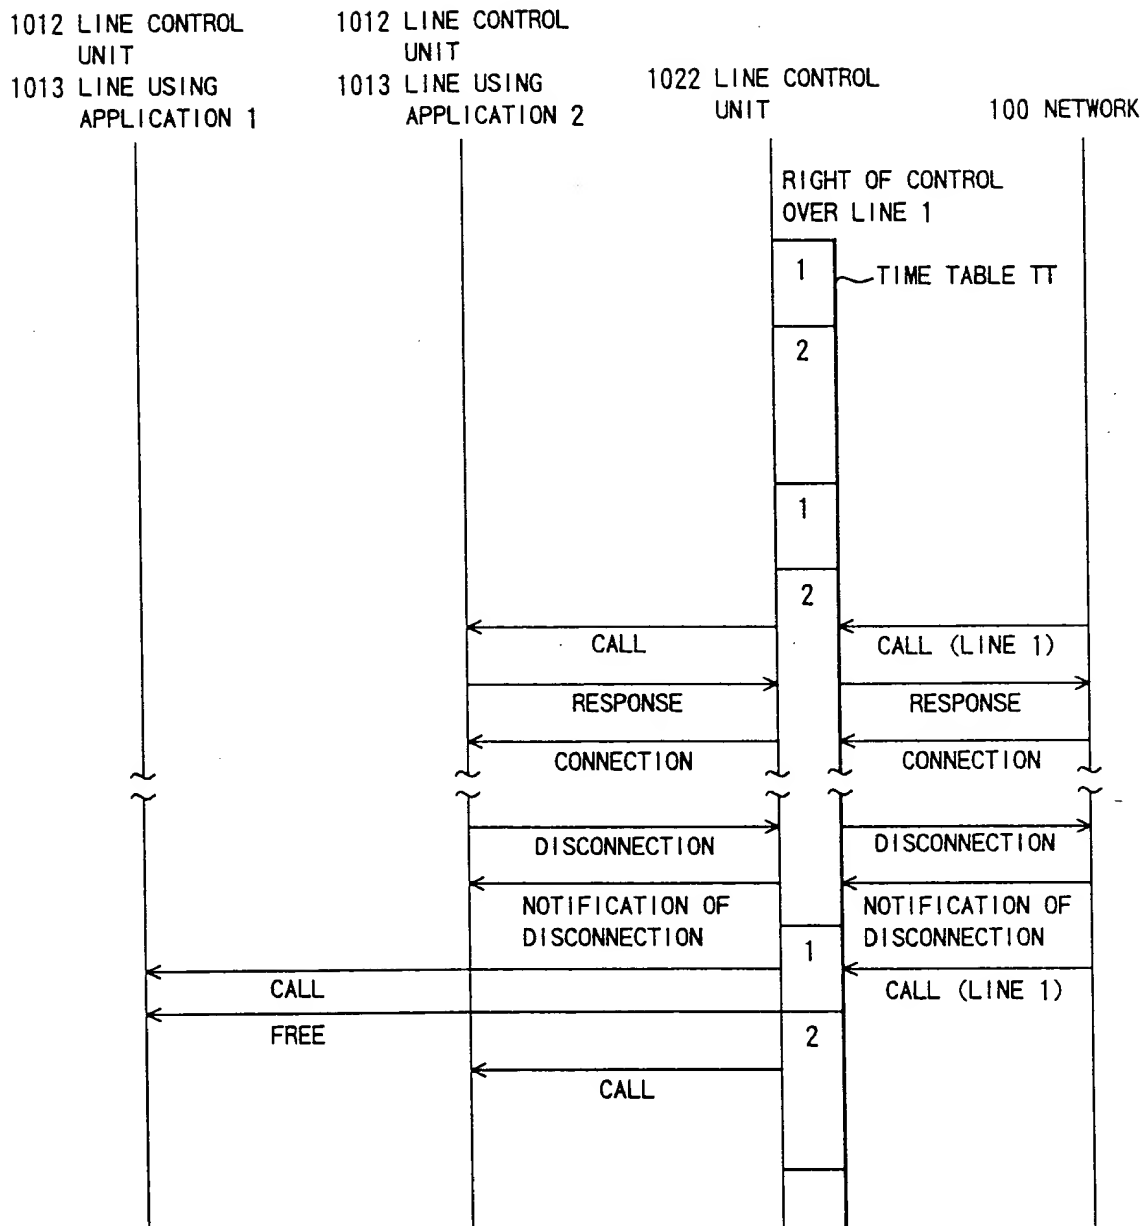 1012 LINE CONTROL
UNIT
1013 LINE USING
APPLICATION 1
1012 LINE CONTROL
UNIT
1013 LINE USING
APPLICATION 2
1022 LINE CONTROL
UNIT
100 NETWORK
RIGHT OF CONTROL
OVER LINE 1
1
TIME TABLE TT
2
1
2
CALL
CALL (LINE 1)
RESPONSE
RESPONSE
CONNECTION
CONNECTION
DISCONNECTION
DISCONNECTION
NOTIFICATION OF
DISCONNECTION
NOTIFICATION OF
DISCONNECTION
1
CALL
CALL (LINE 1)
FREE
2
CALL